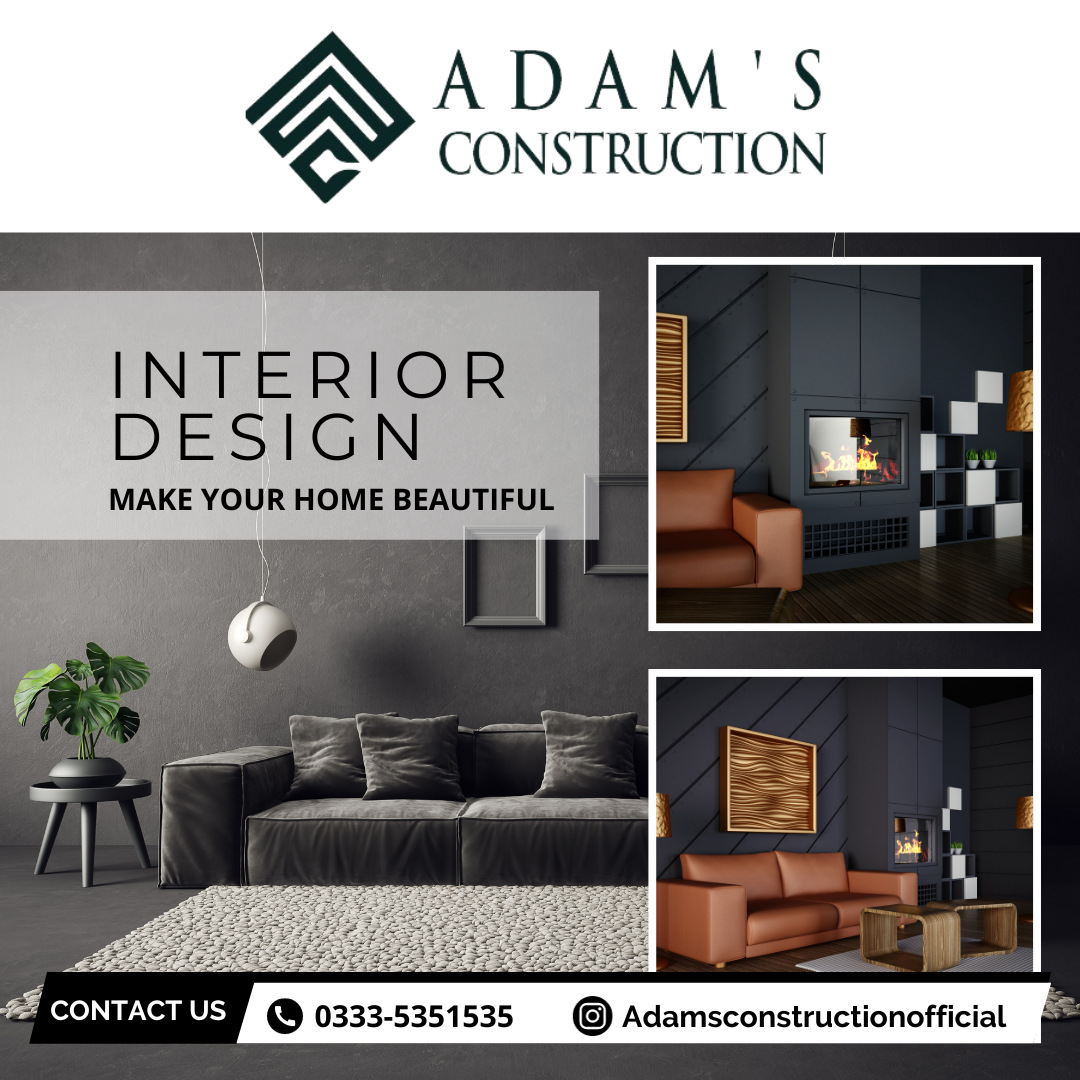 ADAM'S
CONSTRUCTION
INTERIOR
DESIGN
MAKE YOUR HOME BEAUTIFUL
CONTACT US
0333-5351535
Adamsconstructionofficial